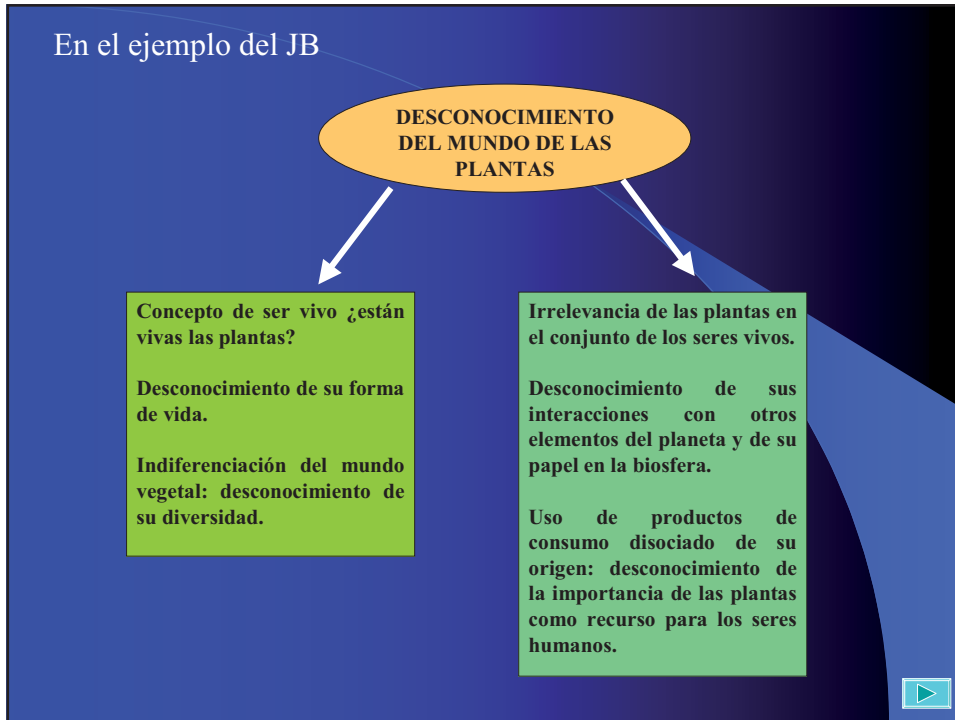 En el ejemplo del JB
DESCONOCIMIENTO
DEL MUNDO DE LAS
PLANTAS
Concepto de ser vivo ¿están
vivas las plantas?
Desconocimiento de su forma
de vida.
Indiferenciación del mundo
vegetal: desconocimiento de
su diversidad.
Irrelevancia de las plantas en
el conjunto de los seres vivos.
Desconocimiento de sus
interacciones con otros
elementos del planeta y de su
papel en la biosfera.
Uso de productos de
consumo disociado de su
origen: desconocimiento de
la importancia de las plantas
como recurso para los seres
humanos.